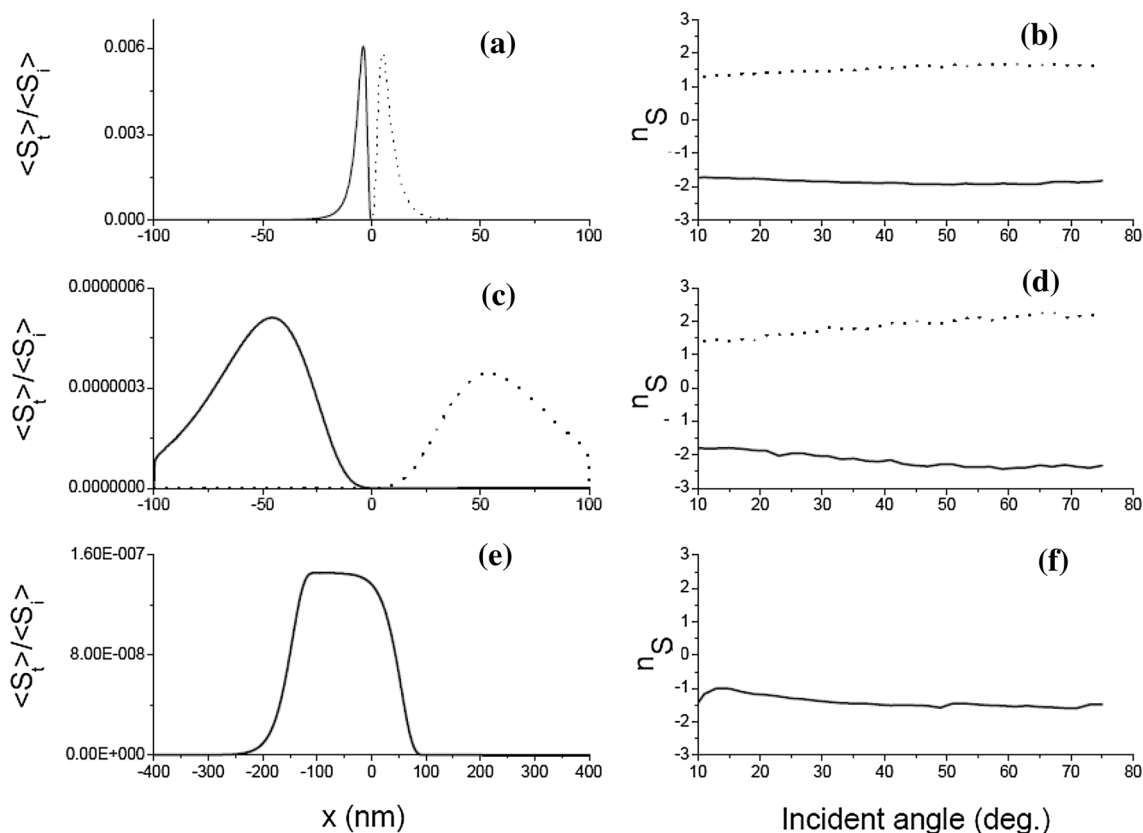 (a)
<S_t>/<S_i>
0.006
0.003
0.000
-100 -50 0 50 100
(b)
n_S
3
2
1
0
-1
-2
-3
10 20 30 40 50 60 70 80
(c)
<S_t>/<S_i>
0.0000006
0.0000003
0.0000000
-100 -50 0 50 100
(d)
n_S
3
2
1
0
-1
-2
-3
10 20 30 40 50 60 70 80
(e)
<S_t>/<S_i>
1.60E-007
8.00E-008
0.00E+000
-400 -300 -200 -100 0 100 200 300 400
x (nm)
(f)
n_S
3
2
1
0
-1
-2
-3
10 20 30 40 50 60 70 80
Incident angle (deg.)